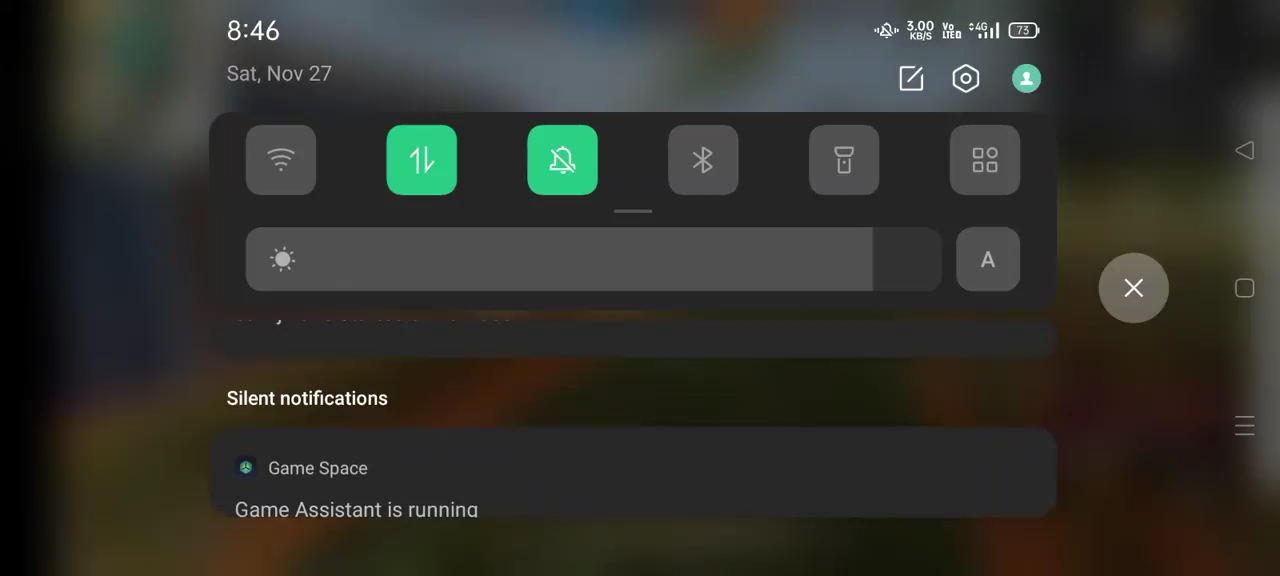 8:46
3.00 KB/S
Vo LTE
4G
73
Sat, Nov 27
A
Silent notifications
Game Space
Game Assistant is running